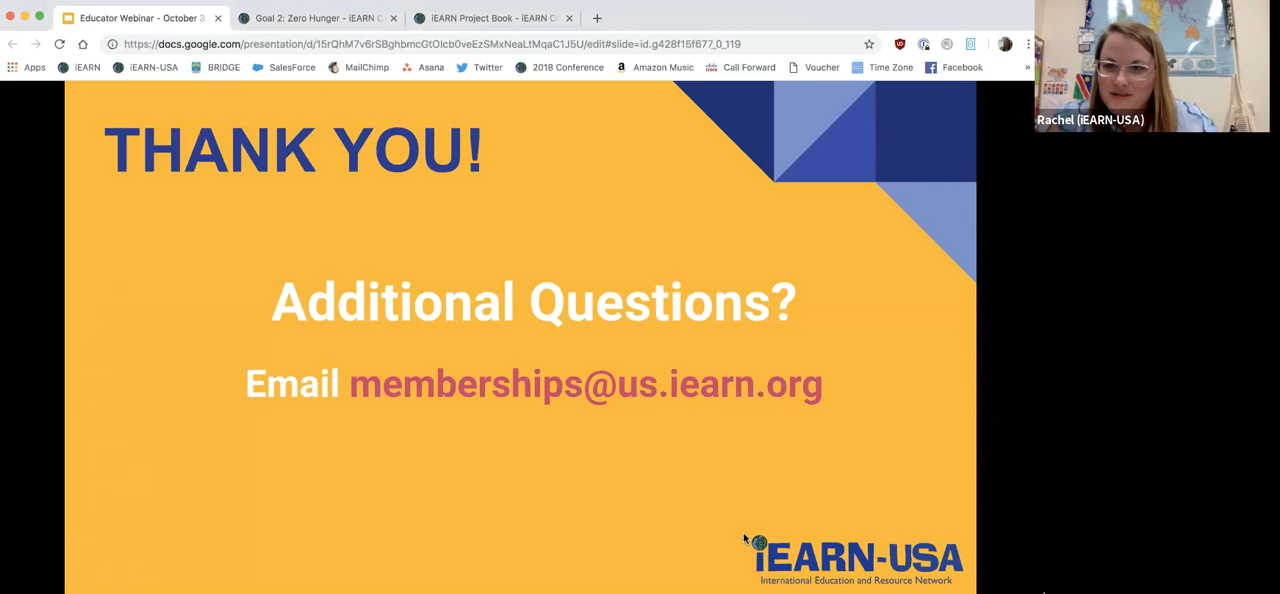 Educator Webinar - October 3
Goal 2: Zero Hunger - iEARN C
iEARN Project Book - iEARN C
https://docs.google.com/presentation/d/15rQhM7v6rSBghbmcGtOlcb0veEzSMxNeaLtMqaC1J5U/edit#slide=id.g428f15f677_0_119
Apps iEARN iEARN-USA BRIDGE SalesForce MailChimp Asana Twitter 2018 Conference Amazon Music Call Forward Voucher Time Zone Facebook »
Rachel (iEARN-USA)
THANK YOU!
Additional Questions?
Email memberships@us.iearn.org
iEARN-USA
International Education and Resource Network